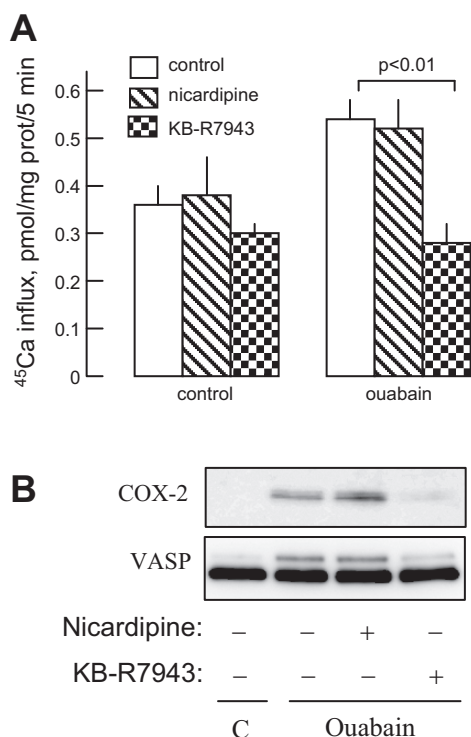 A
control
nicardipine
KB-R7943
p<0.01
0.6
0.5
0.4
0.3
0.2
0.1
0
⁴⁵Ca influx, pmol/mg prot/5 min
control
ouabain
B
COX-2
VASP
Nicardipine: – – + –
KB-R7943: – – – +
C Ouabain